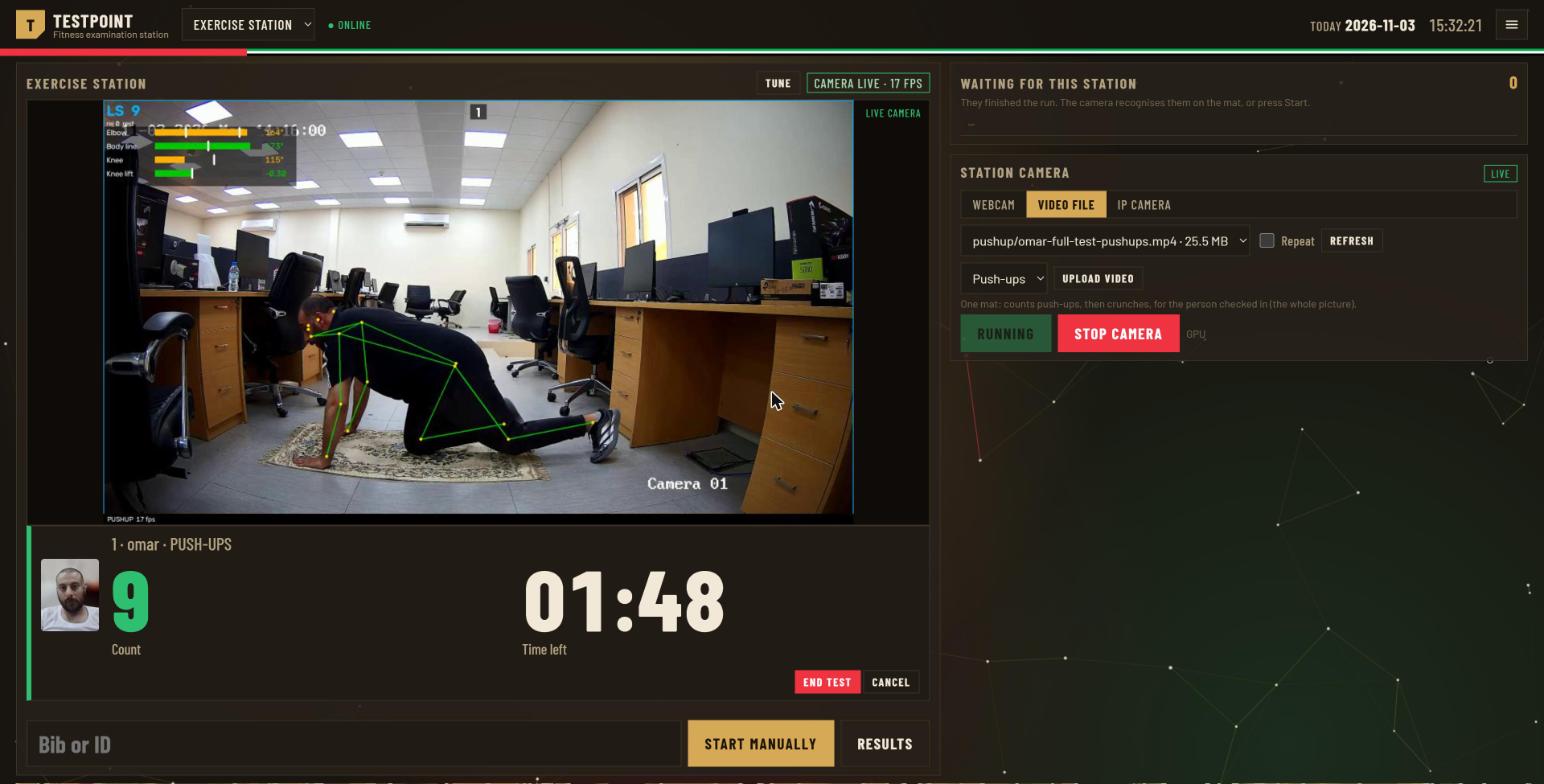 T TESTPOINT
Fitness examination station
EXERCISE STATION
ONLINE
TODAY 2026-11-03 15:32:21
EXERCISE STATION
TUNE
CAMERA LIVE · 17 FPS
LS 9
1
LIVE CAMERA
Elbow 164°
Body line
Knee 115°
Knee lift -0.30
Camera 01
PUSHUP 17 fps
1 · omar · PUSH-UPS
9
Count
01:48
Time left
END TEST
CANCEL
Bib or ID
START MANUALLY
RESULTS
WAITING FOR THIS STATION
0
They finished the run. The camera recognises them on the mat, or press Start.
–
STATION CAMERA
LIVE
WEBCAM
VIDEO FILE
IP CAMERA
pushup/omar-full-test-pushups.mp4 · 25.5 MB
Repeat
REFRESH
Push-ups
UPLOAD VIDEO
One mat: counts push-ups, then crunches, for the person checked in (the whole picture).
RUNNING
STOP CAMERA
GPU